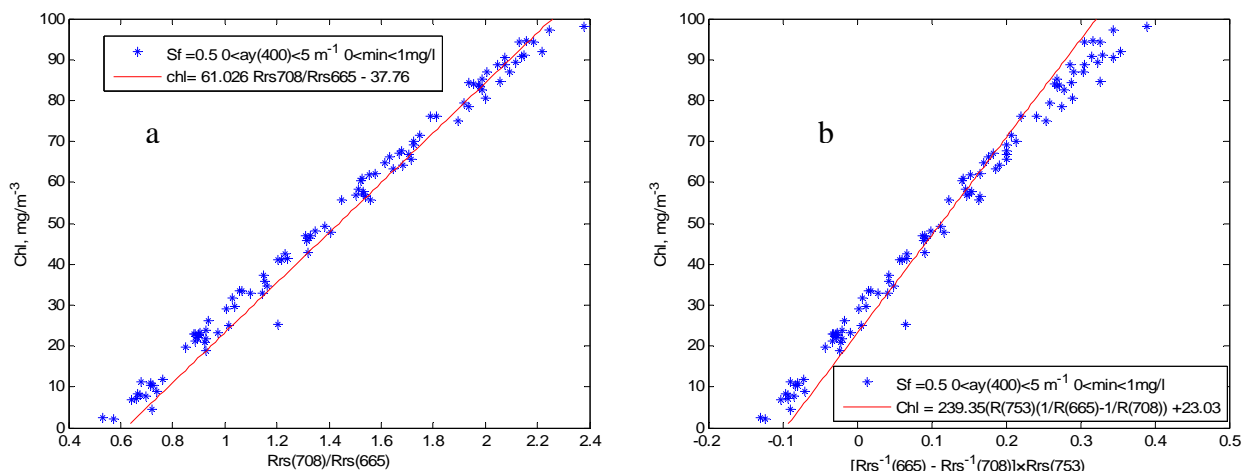 100
90
80
70
60
50
40
30
20
10
0
Chl, mg/m⁻³
Sf =0.5 0<ay(400)<5 m⁻¹ 0<min<1mg/l
chl= 61.026 Rrs708/Rrs665 - 37.76
a
0.4 0.6 0.8 1 1.2 1.4 1.6 1.8 2 2.2 2.4
Rrs(708)/Rrs(665)
100
90
80
70
60
50
40
30
20
10
0
Chl, mg/m⁻³
b
Sf =0.5 0<ay(400)<5 m⁻¹ 0<min<1mg/l
Chl = 239.35(R(753)(1/R(665)-1/R(708)) +23.03
-0.2 -0.1 0 0.1 0.2 0.3 0.4 0.5
[Rrs⁻¹(665) - Rrs⁻¹(708)]×Rrs(753)